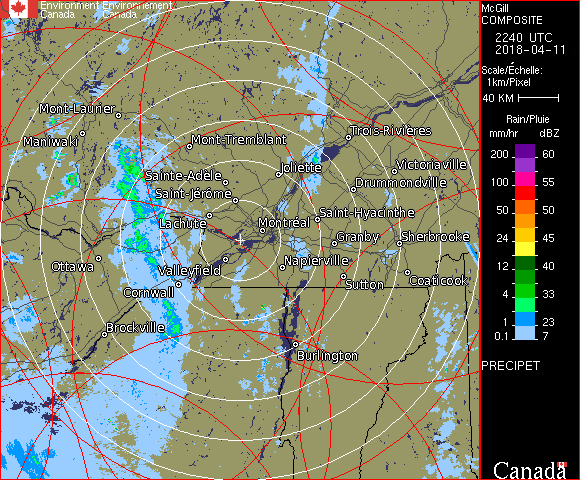 Environment Environnement
Canada Canada
McGill
COMPOSITE
2240 UTC
2018-04-11
Scale/Échelle:
1km/Pixel
40 KM
Rain/Pluie
mm/hr dBZ
200 60
150 57
100 55
50 50
24 45
12 40
4 33
1 23
0.1 7
PRECIPET
Canada
Mont-Laurier
Maniwaki
Mont-Tremblant
Trois-Rivières
Sainte-Adèle
Joliette
Victoriaville
Saint-Jérôme
Drummondville
Lachute
Montréal
Saint-Hyacinthe
Granby
Sherbrooke
Ottawa
Valleyfield
Napierville
Cornwall
Sutton
Coaticook
Brockville
Burlington